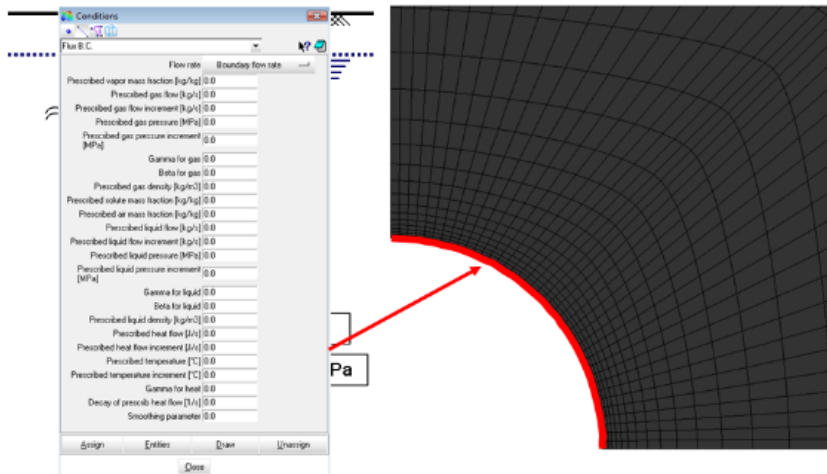 Conditions
Flux B.C.
Flow rate Boundary flow rate
Prescribed vapor mass fraction [kg/kg] 0.0
Prescribed gas flow [kg/s] 0.0
Prescribed gas flow increment [kg/s] 0.0
Prescribed gas pressure [MPa] 0.0
Prescribed gas pressure increment [MPa] 0.0
Gamma for gas 0.0
Beta for gas 0.0
Prescribed gas density [kg/m3] 0.0
Prescribed solute mass fraction [kg/kg] 0.0
Prescribed air mass fraction [kg/kg] 0.0
Prescribed liquid flow [kg/s] 0.0
Prescribed liquid flow increment [kg/s] 0.0
Prescribed liquid pressure [MPa] 0.0
Prescribed liquid pressure increment [MPa] 0.0
Gamma for liquid 0.0
Beta for liquid 0.0
Prescribed liquid density [kg/m3] 0.0
Prescribed heat flow [J/s] 0.0
Prescribed heat flow increment [J/s] 0.0
Prescribed temperature [°C] 0.0
Prescribed temperature increment [°C] 0.0
Gamma for heat 0.0
Decay of prescrib heat flow [1/s] 0.0
Smoothing parameter 0.0
Pa
Assign Entities Draw Unassign
Close